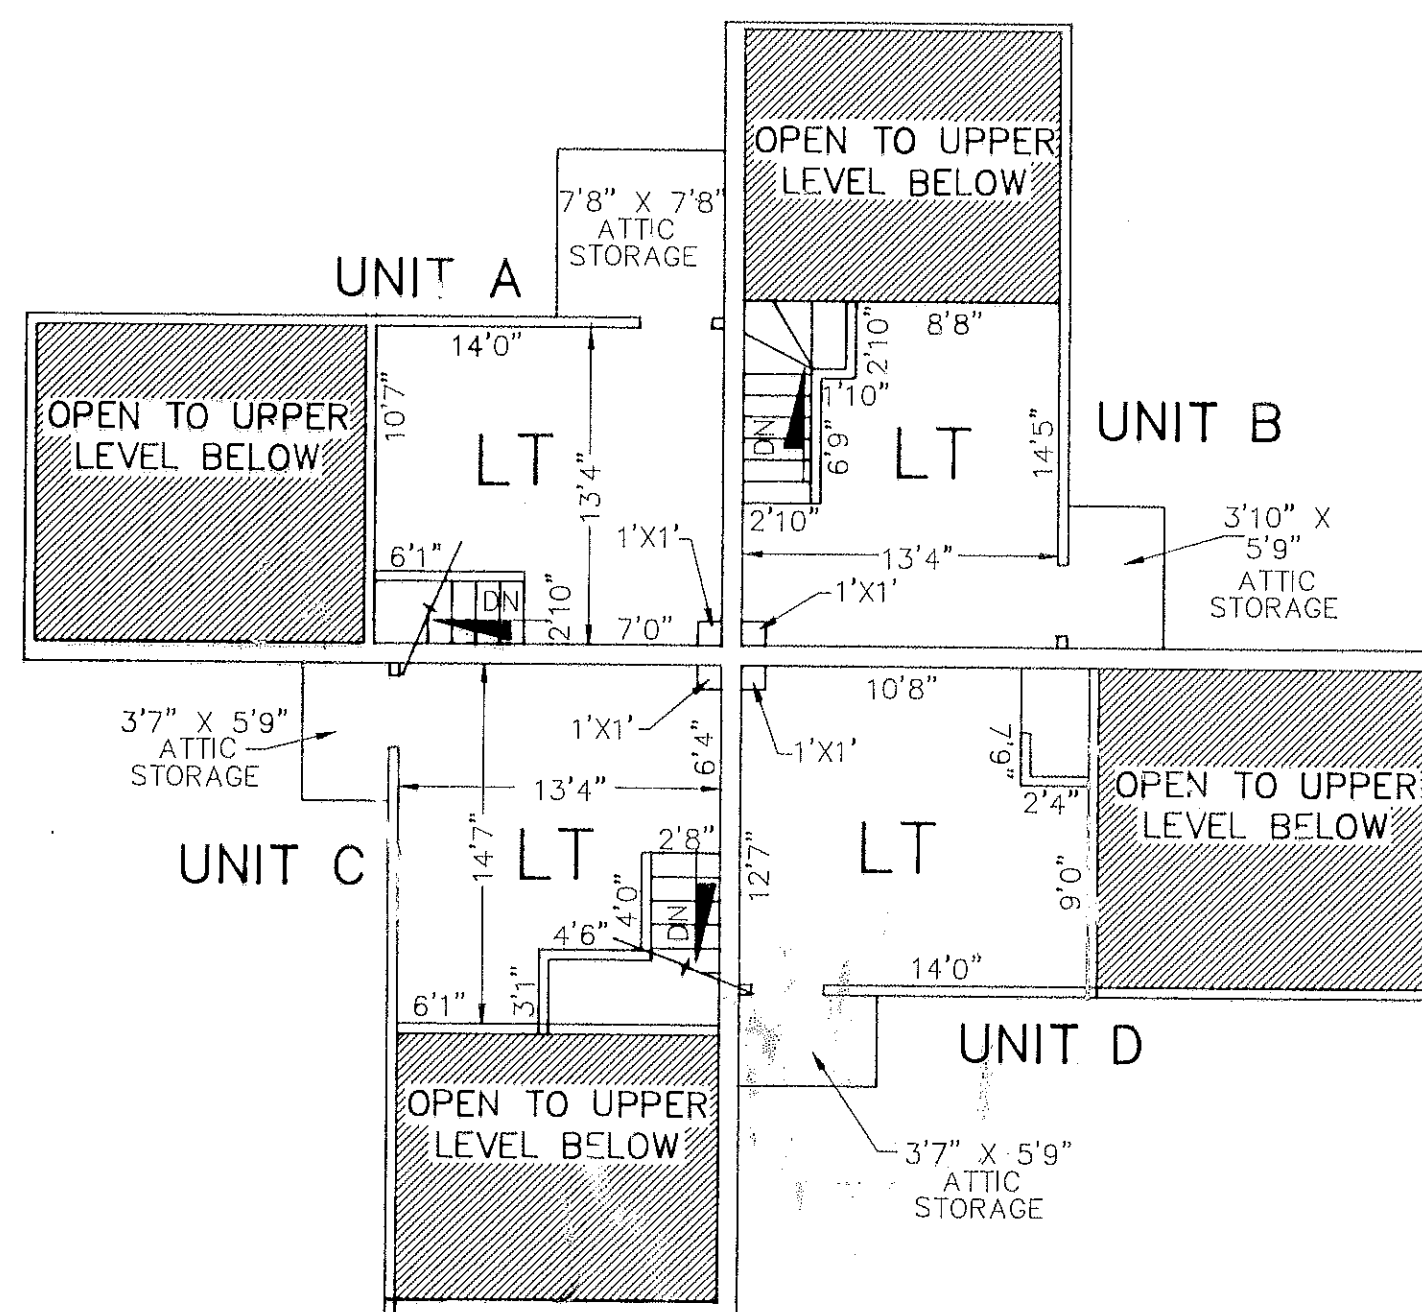 OPEN TO UPPER
LEVEL BELOW
7'8" X 7'8"
ATTIC
STORAGE
UNIT A
14'0"
10'7"
OPEN TO UPPER
LEVEL BELOW
LT
13'4"
6'1"
DN
2'10"
7'0"
1'X1'
8'8"
2'10"
1'10"
DN
6'9"
LT
14'5"
UNIT B
2'10"
13'4"
1'X1'
3'10" X
5'9"
ATTIC
STORAGE
3'7" X 5'9"
ATTIC
STORAGE
1'X1'
6'4"
13'4"
14'7"
LT
UNIT C
2'8"
4'0"
DN
4'6"
3'1"
6'1"
OPEN TO UPPER
LEVEL BELOW
10'8"
1'X1'
2'4"
OPEN TO UPPER
LEVEL BELOW
LT
12'7"
9'0"
14'0"
UNIT D
3'7" X 5'9"
ATTIC
STORAGE